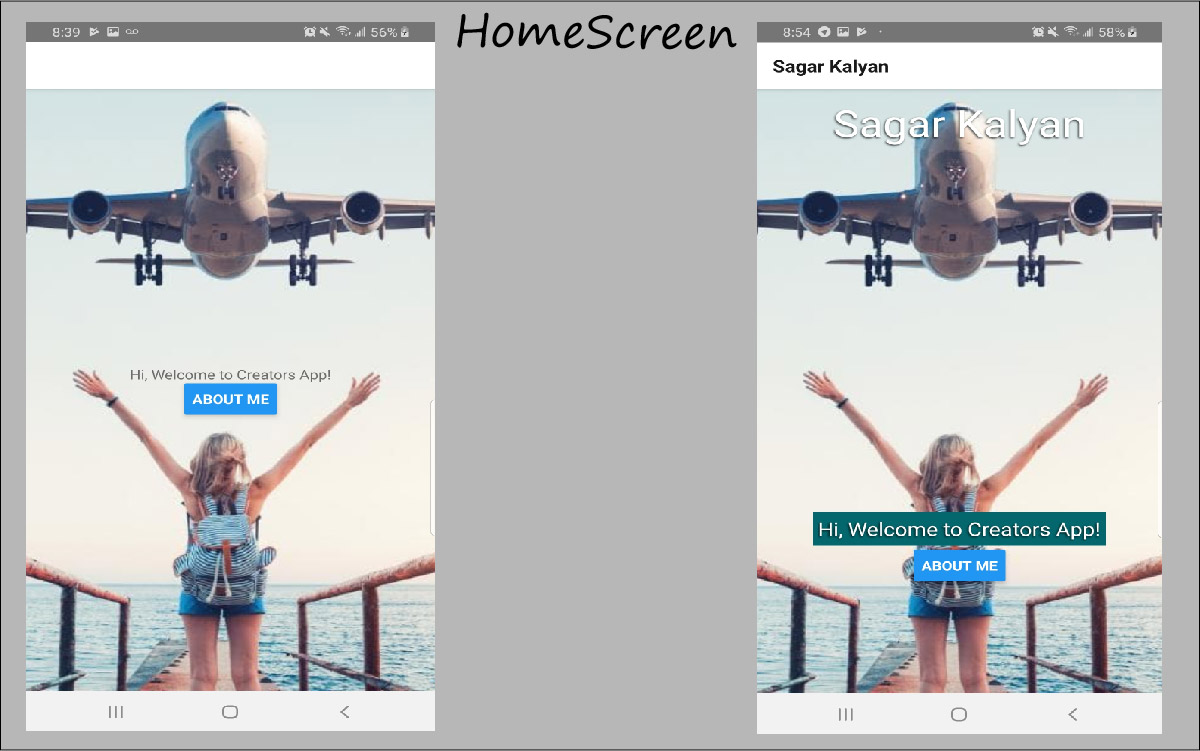 HomeScreen
8:39 56%
Hi, Welcome to Creators App!
ABOUT ME
8:54 58%
Sagar Kalyan
Sagar Kalyan
Hi, Welcome to Creators App!
ABOUT ME